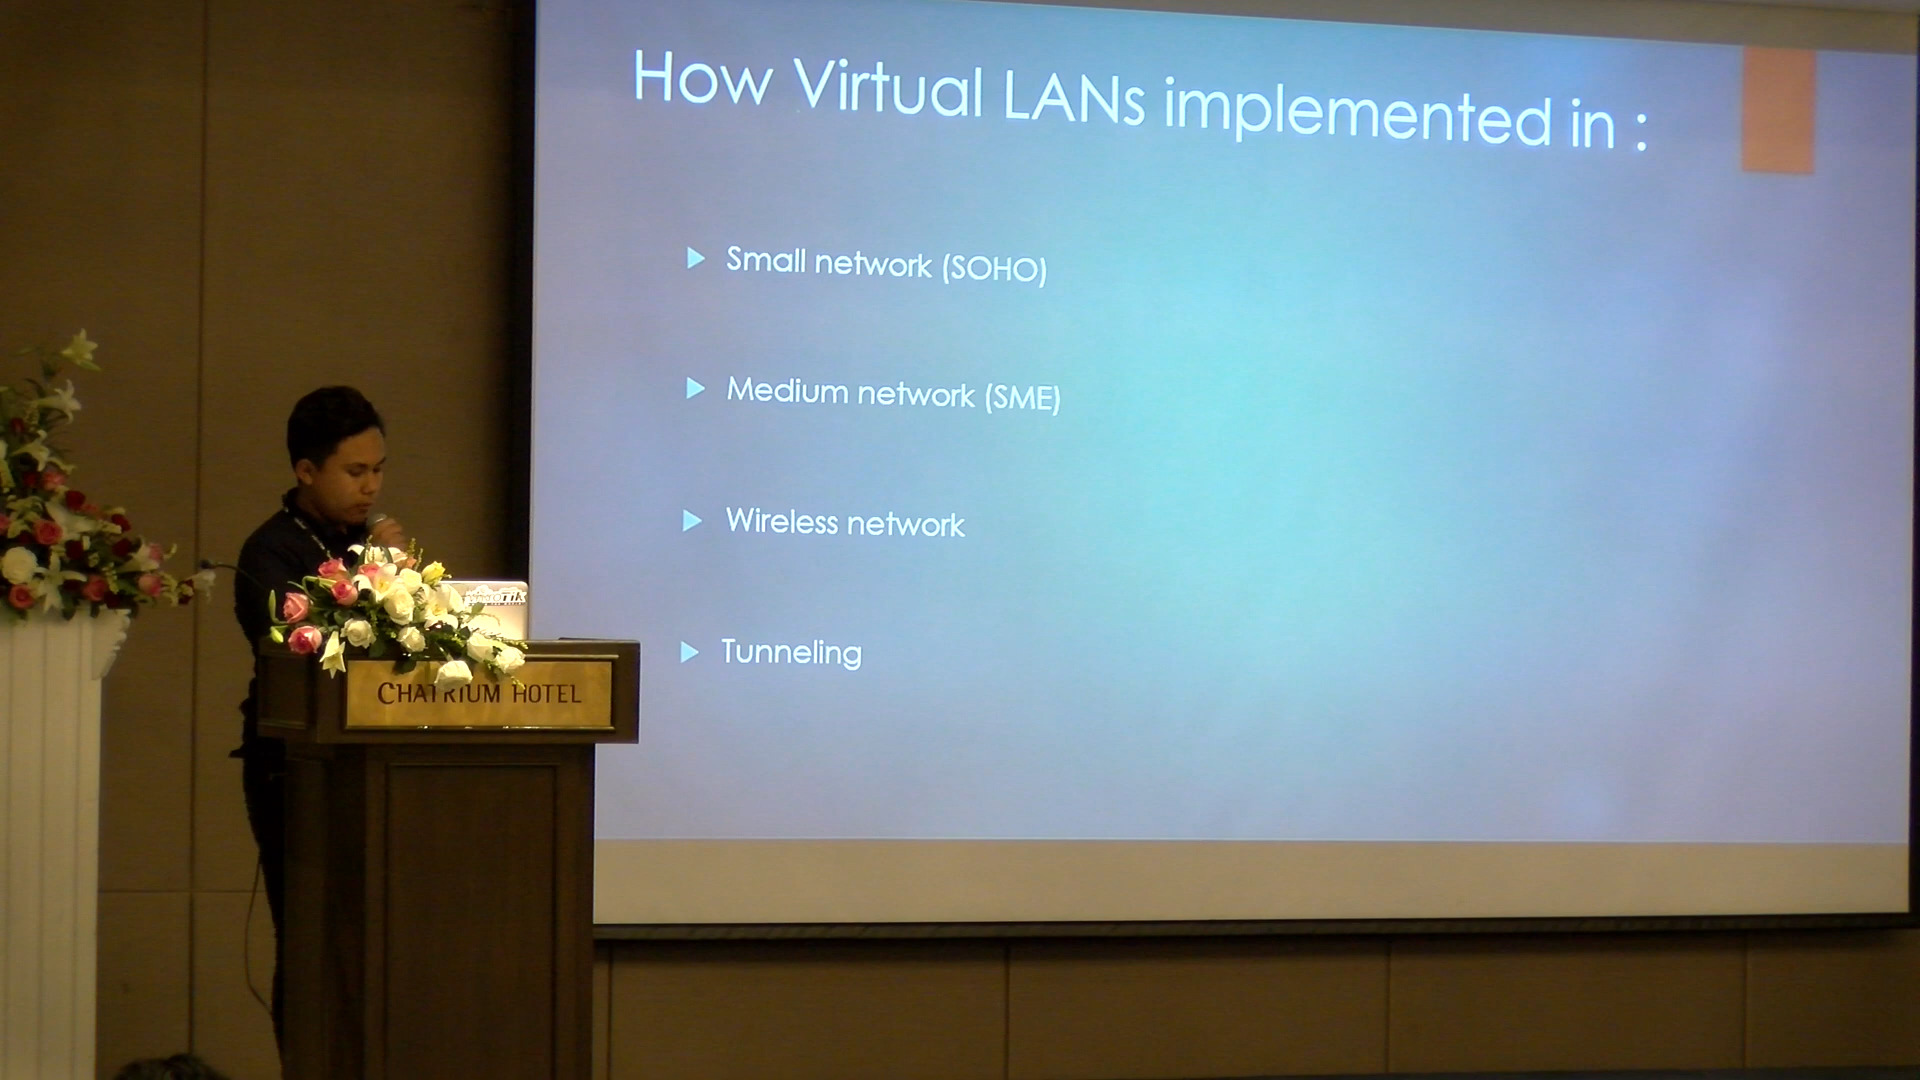 How Virtual LANs implemented in :
Small network (SOHO)
Medium network (SME)
Wireless network
Tunneling
CHATRIUM HOTEL